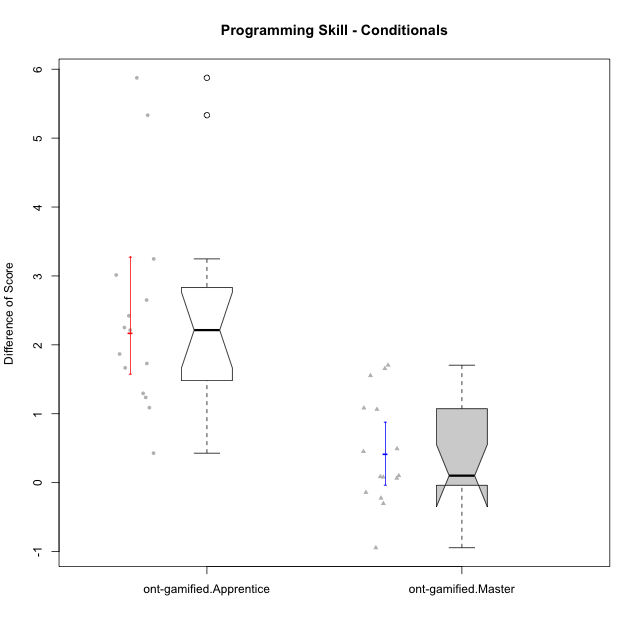 Programming Skill - Conditionals
Difference of Score
6
5
4
3
2
1
0
-1
ont-gamified.Apprentice
ont-gamified.Master